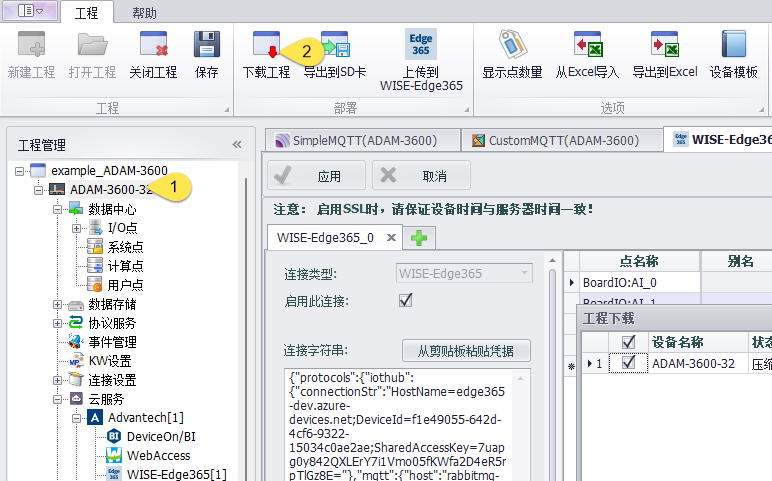 工程
帮助
Edge
365
新建工程 打开工程 关闭工程 保存
下载工程 导出到SD卡 上传到
WISE-Edge365
显示点数量 从Excel导入 导出到Excel 设备模板
2
工程
部署
选项
工程管理
example_ADAM-3600
ADAM-3600-32
1
数据中心
I/O点
系统点
计算点
用户点
数据存储
协议服务
事件管理
KW设置
连接设置
云服务
Advantech[1]
DeviceOn/BI
WebAccess
WISE-Edge365[1]
SimpleMQTT(ADAM-3600)
CustomMQTT(ADAM-3600)
WISE-Edge36
应用
取消
注意: 启用SSL时，请保证设备时间与服务器时间一致!
WISE-Edge365_0
连接类型:
WISE-Edge365
启用此连接:
连接字符串:
从剪贴板粘贴凭据
{"protocols":{"iothub":
{"connectionStr":"HostName=edge365
-dev.azure-
devices.net;DeviceId=f1e49055-642d-
4cf6-9322-
15034c0ae2ae;SharedAccessKey=7uap
g0y842QXLErY7i1Vmo05fKWfa2D4eR5r
pTlGz8E="},"mqtt":{"host":"rabbitmq-
点名称
别名
BoardIO:AI_0
BoardIO:AI_1
工程下载
设备名称
状态
1
ADAM-3600-32
压缩